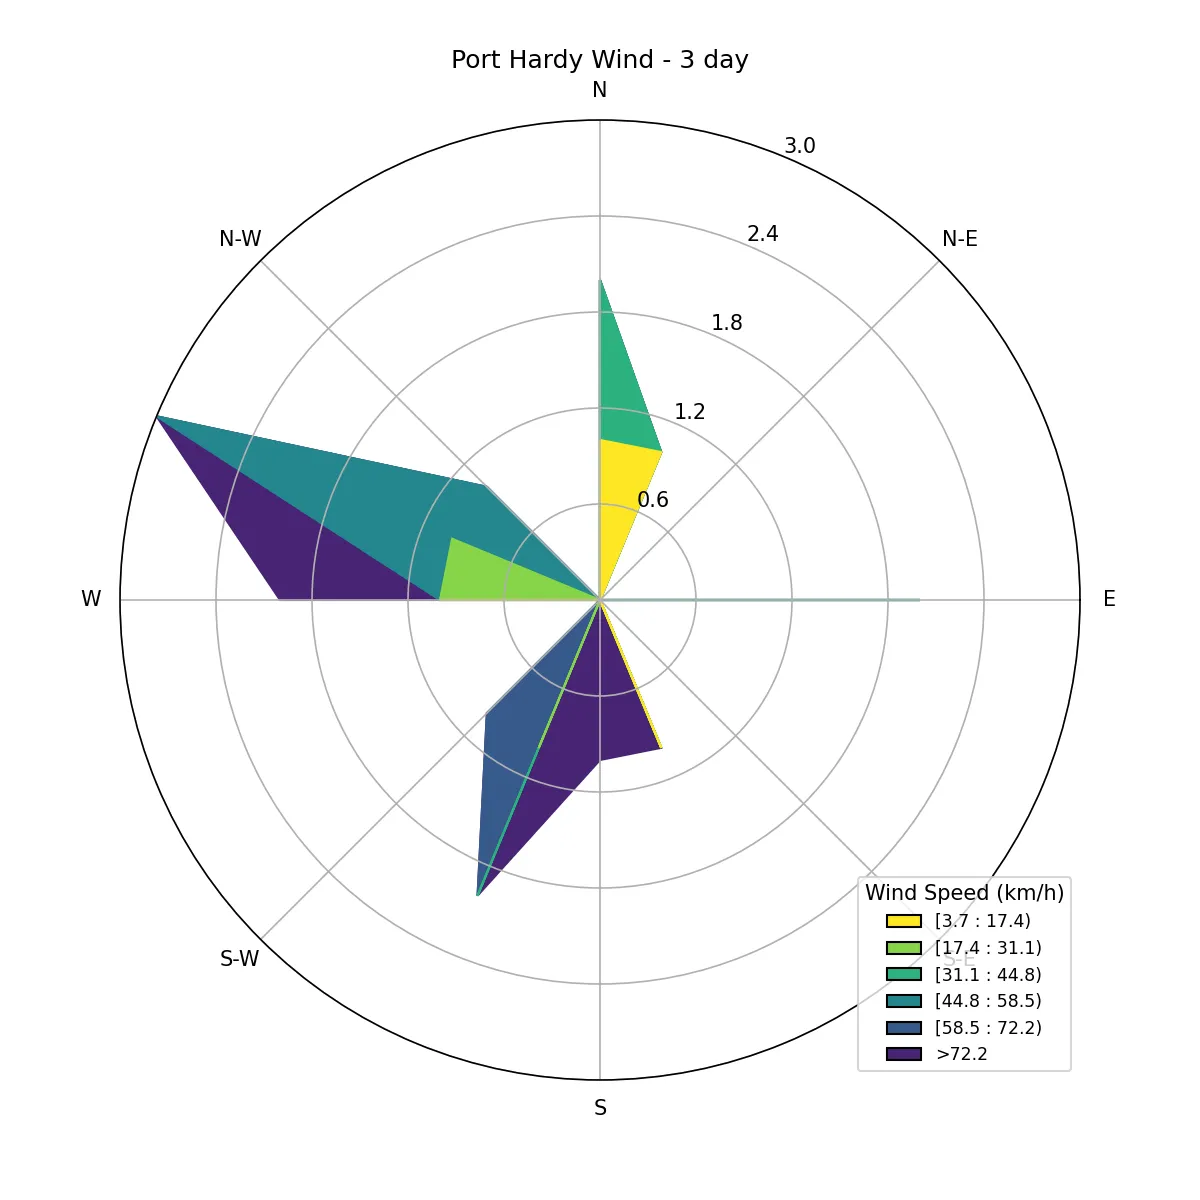 Port Hardy Wind - 3 day
N
3.0
N-W
2.4
N-E
1.8
1.2
0.6
W
E
Wind Speed (km/h)
[3.7 : 17.4)
[17.4 : 31.1)
S-W
S-E
[31.1 : 44.8)
[44.8 : 58.5)
[58.5 : 72.2)
>72.2
S